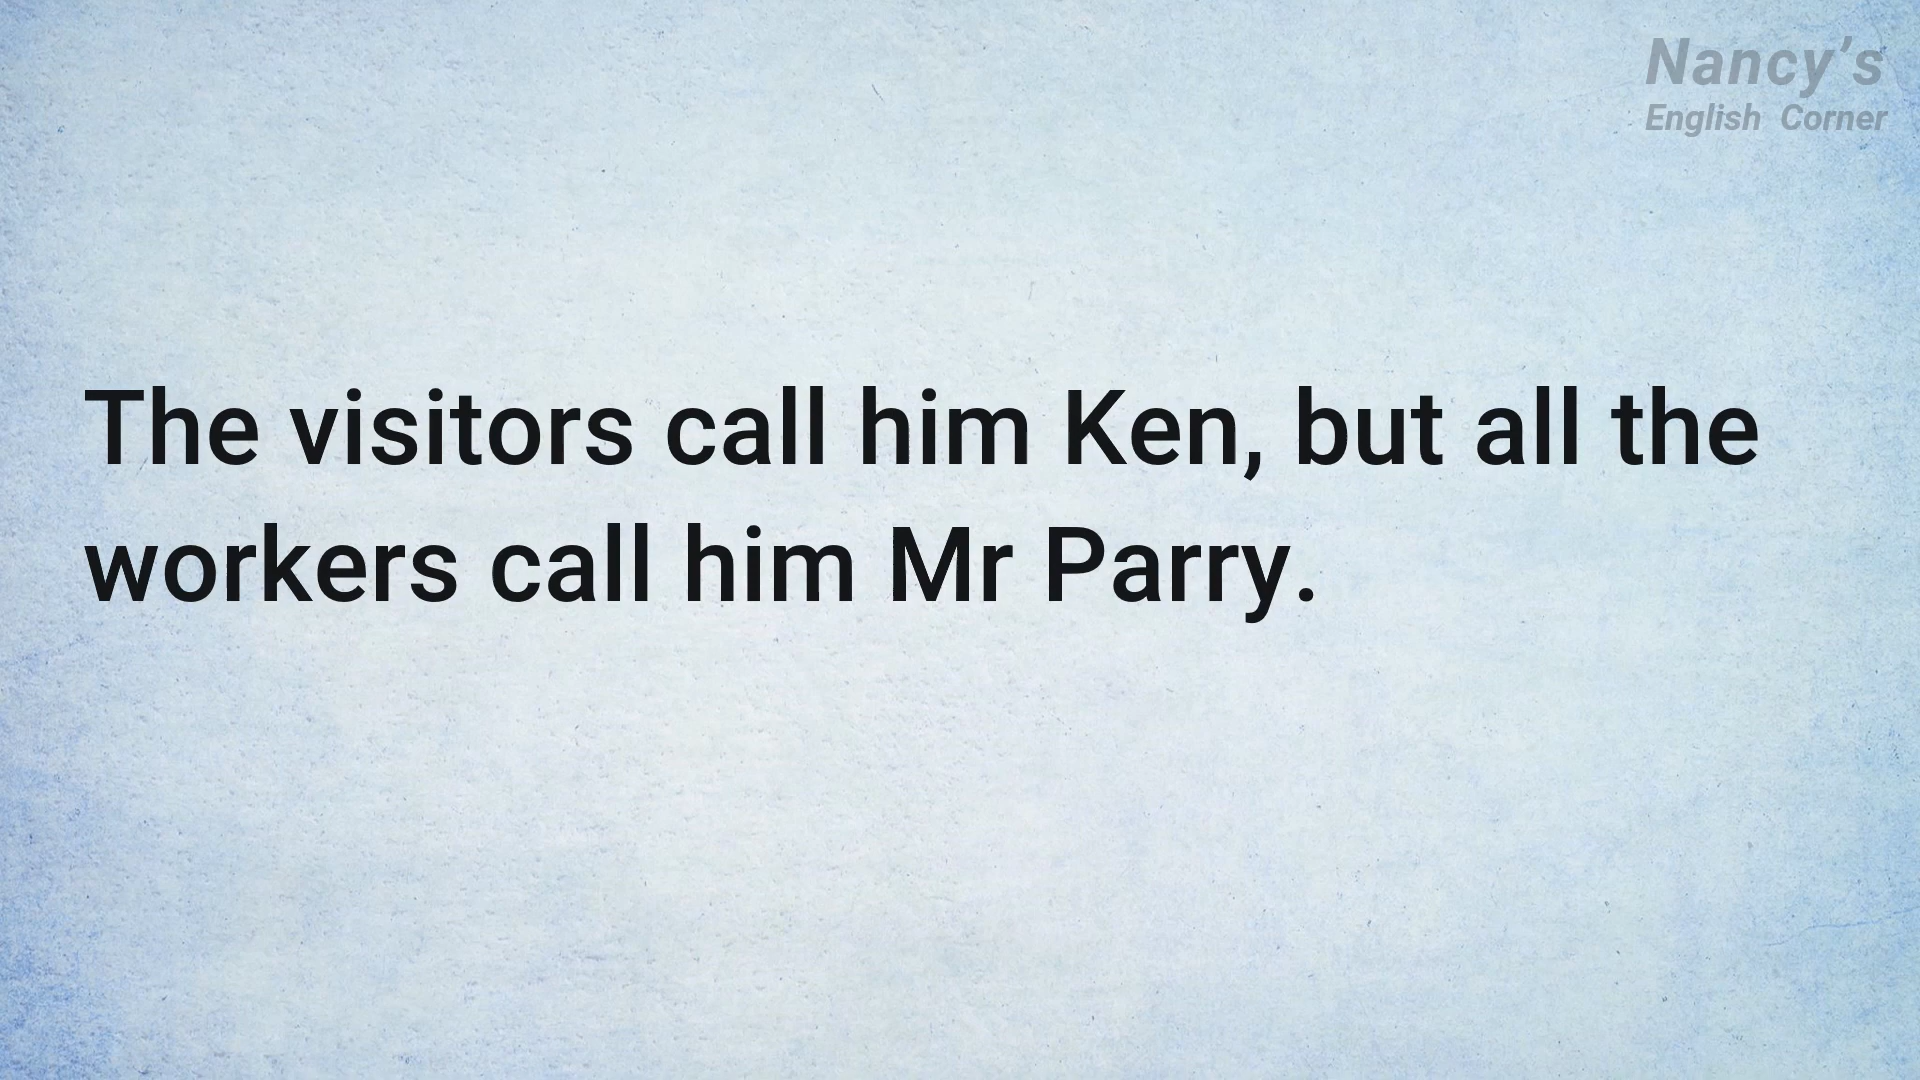 Nancy’s
English Corner
The visitors call him Ken, but all the
workers call him Mr Parry.